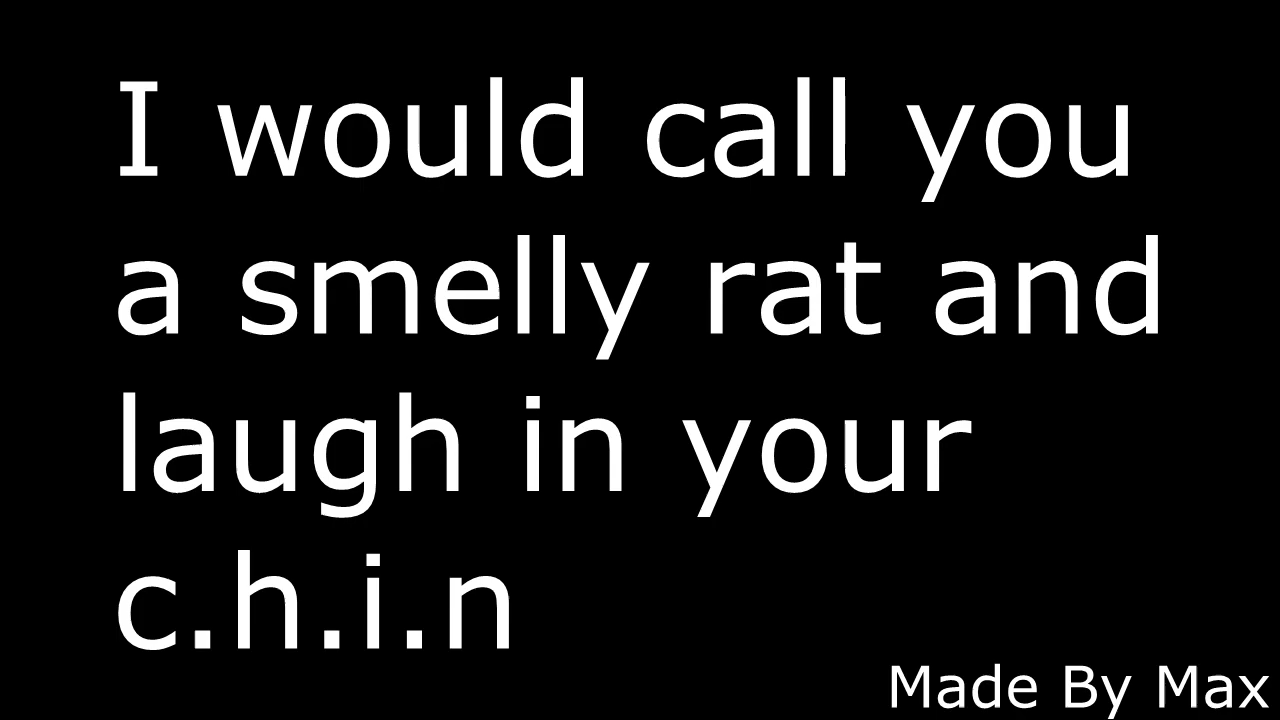 I would call you
a smelly rat and
laugh in your
c.h.i.n
Made By Max